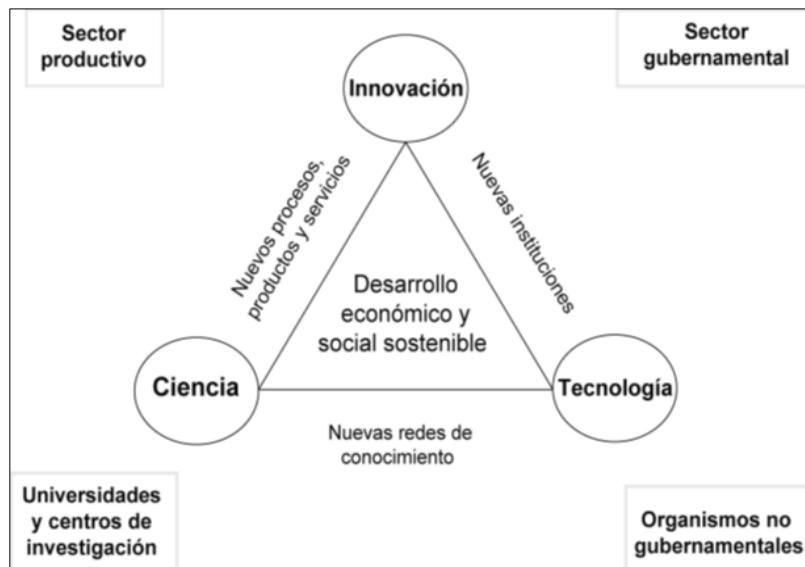 Sector
productivo
Sector
gubernamental
Innovación
Nuevos procesos,
productos y servicios
Nuevas instituciones
Desarrollo
económico y
social sostenible
Ciencia
Tecnología
Nuevas redes de
conocimiento
Universidades
y centros de
investigación
Organismos no
gubernamentales